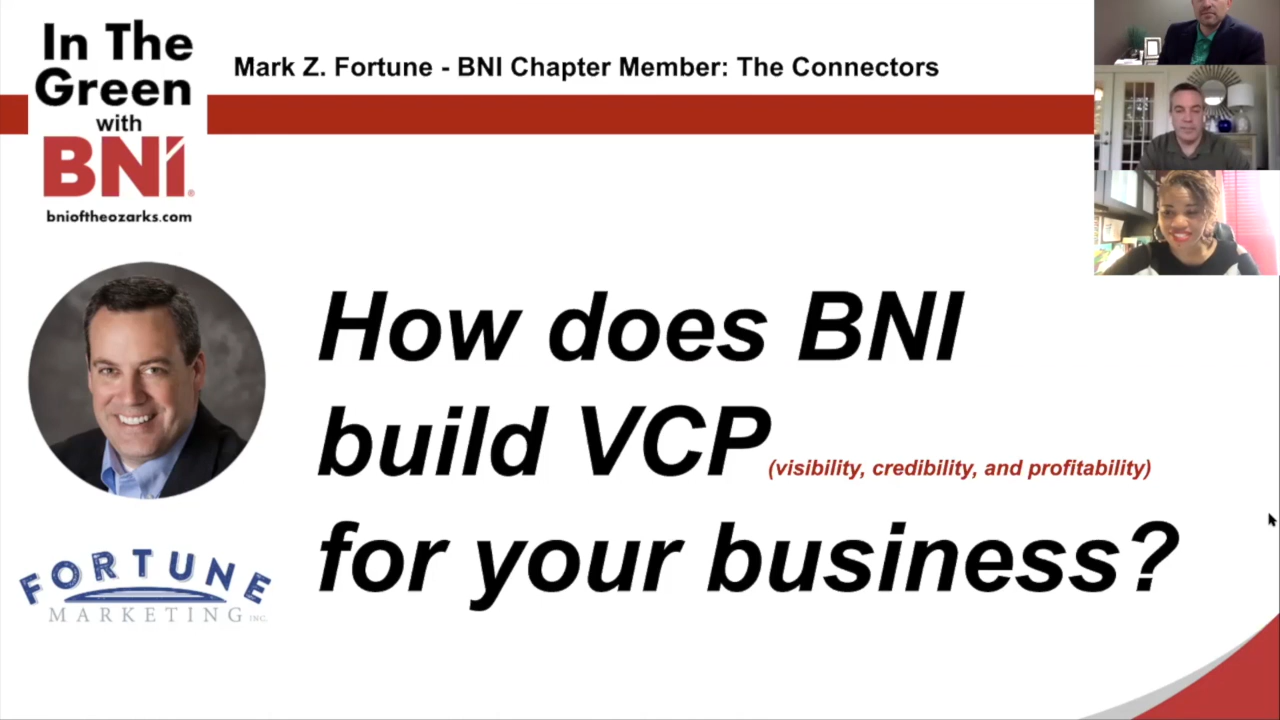 In The
Green
with
BNI®
bnioftheozarks.com
Mark Z. Fortune - BNI Chapter Member: The Connectors
How does BNI
build VCP (visibility, credibility, and profitability)
for your business?
FORTUNE
MARKETING INC.